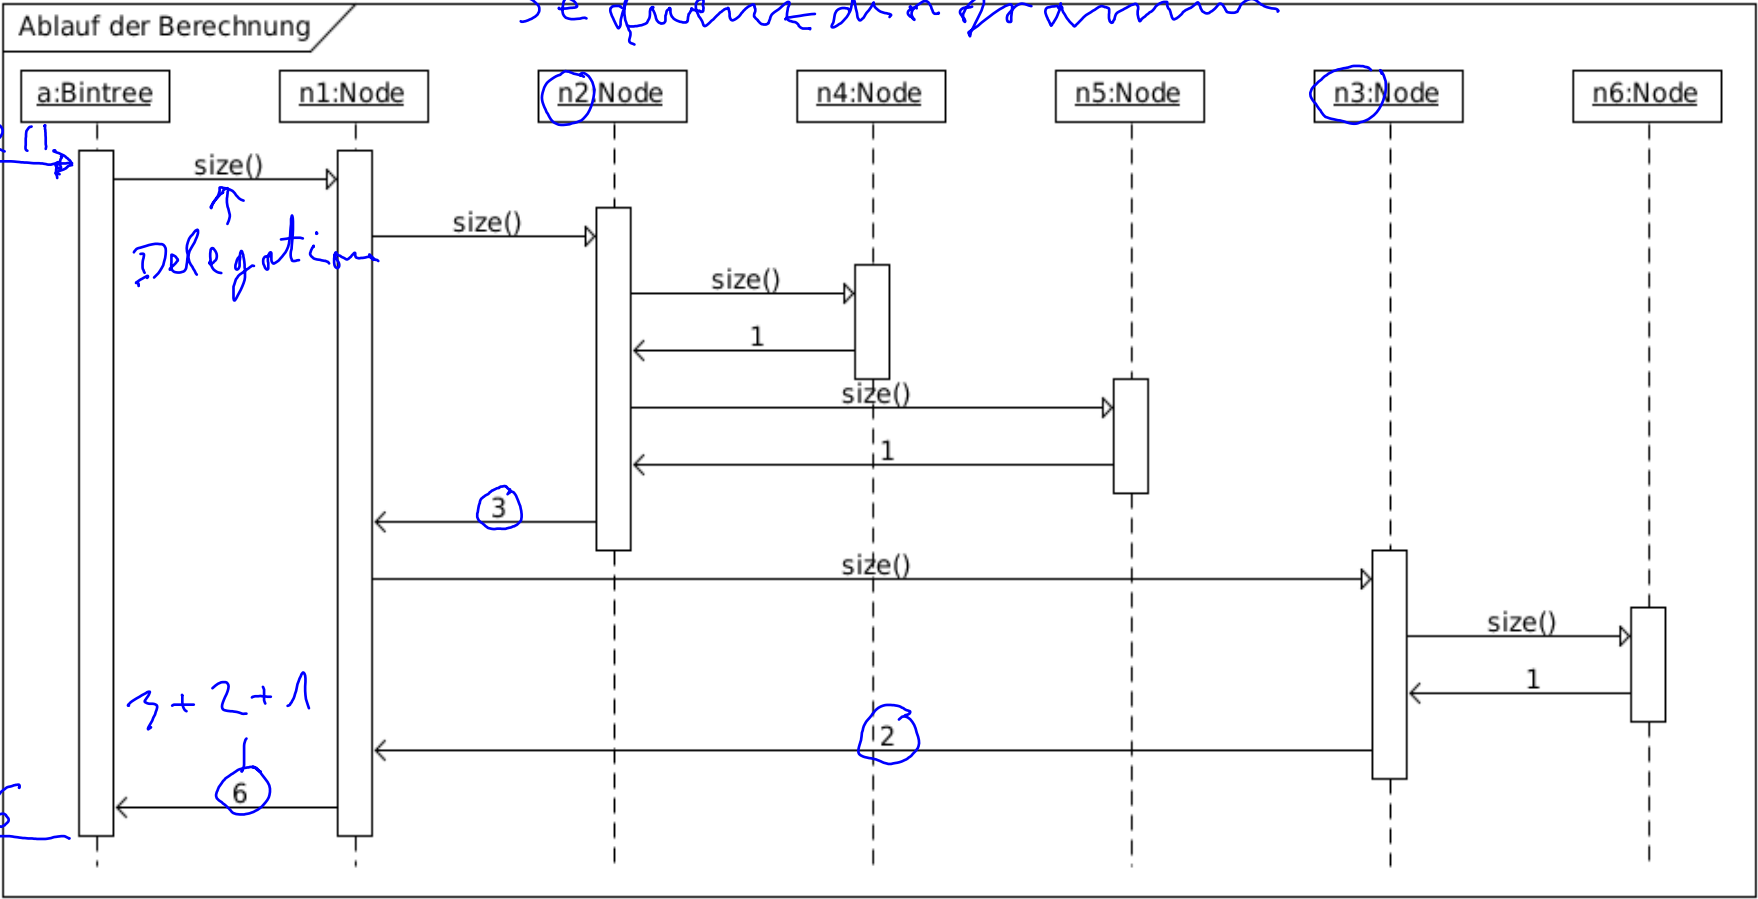 Sequenzdiagramm
Ablauf der Berechnung
a:Bintree n1:Node n2:Node n4:Node n5:Node n3:Node n6:Node
size()
Delegation
size()
size()
1
size()
1
3
size()
size()
1
3 + 2 + 1
2
6